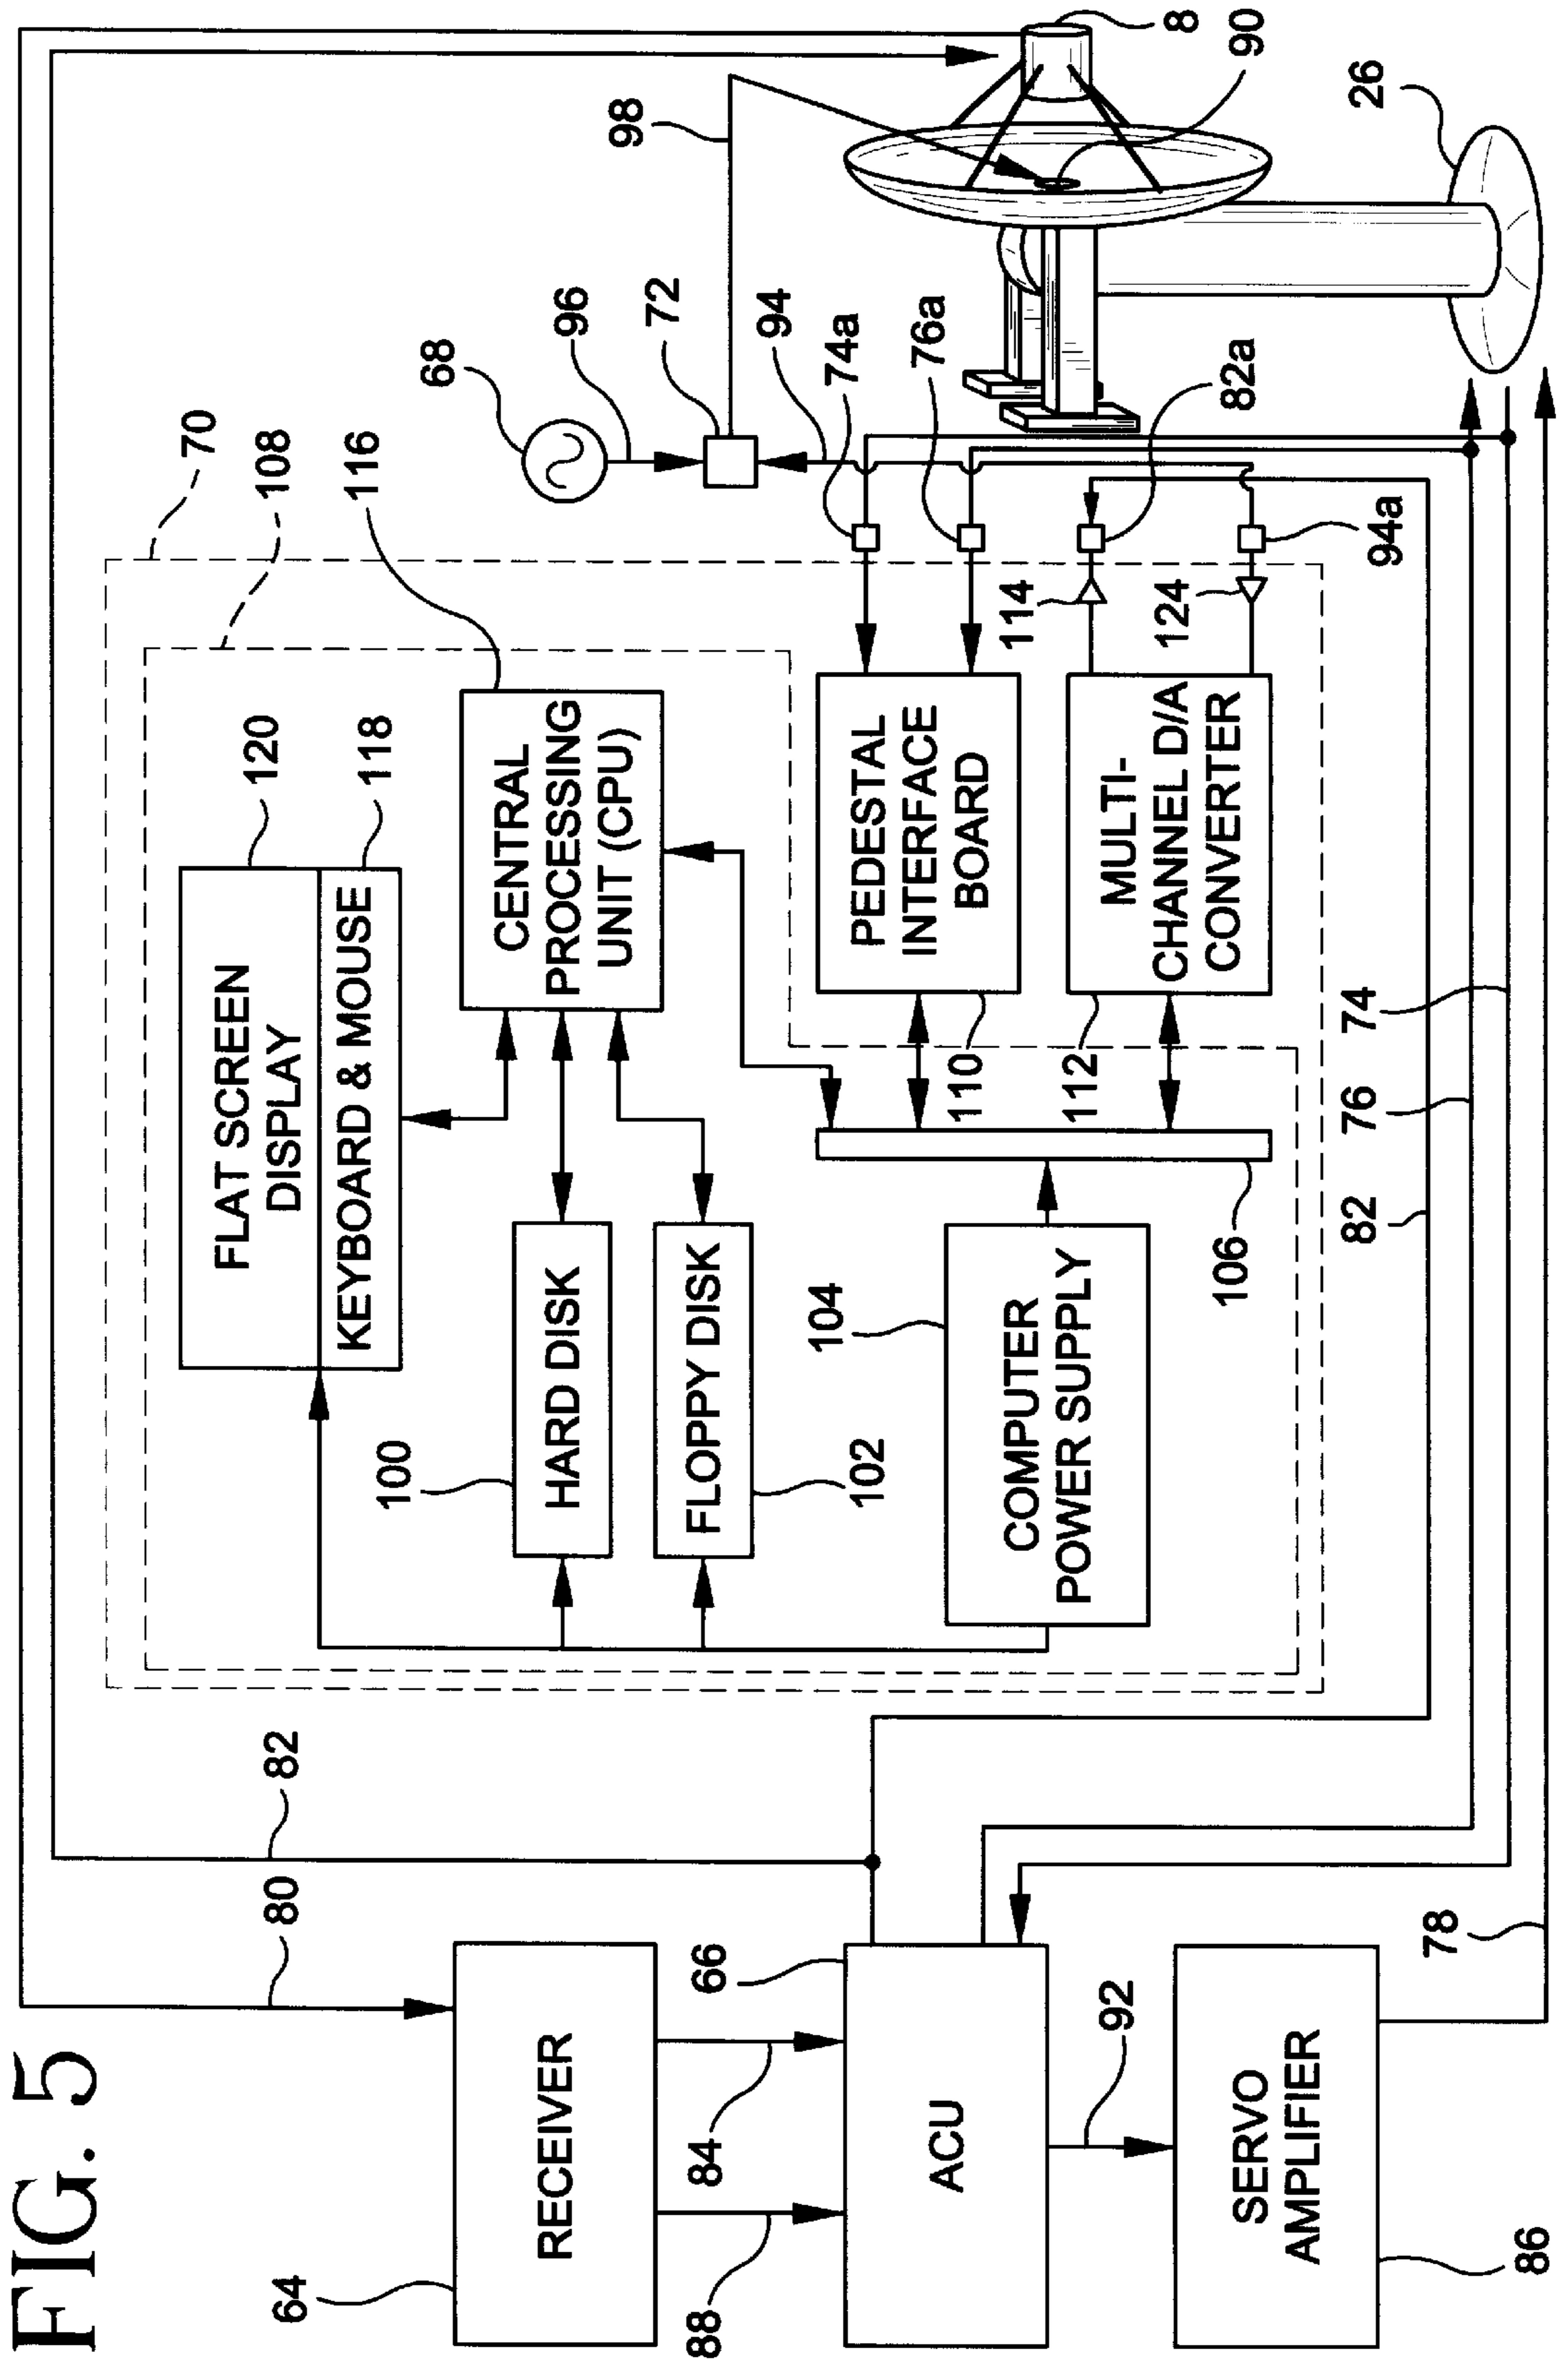 FIG. 5
80
82
70
108
120
FLAT SCREEN
DISPLAY
118
KEYBOARD & MOUSE
116
CENTRAL
PROCESSING
UNIT (CPU)
68
96
72
98
8
90
26
94
74a
76a
82a
94a
114
124
PEDESTAL
INTERFACE
BOARD
110
MULTI-
CHANNEL D/A
CONVERTER
112
100
HARD DISK
FLOPPY DISK
102
104
COMPUTER
POWER SUPPLY
106
82
76
74
64
RECEIVER
88
84
66
ACU
92
SERVO
AMPLIFIER
86
78